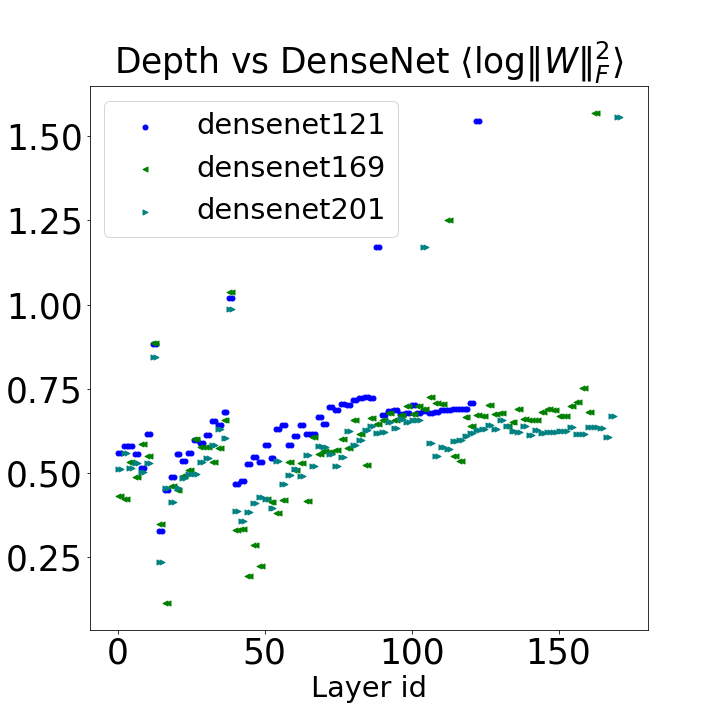 Depth vs DenseNet ⟨log‖W‖²_F⟩
densenet121
densenet169
densenet201
1.50
1.25
1.00
0.75
0.50
0.25
0 50 100 150
Layer id